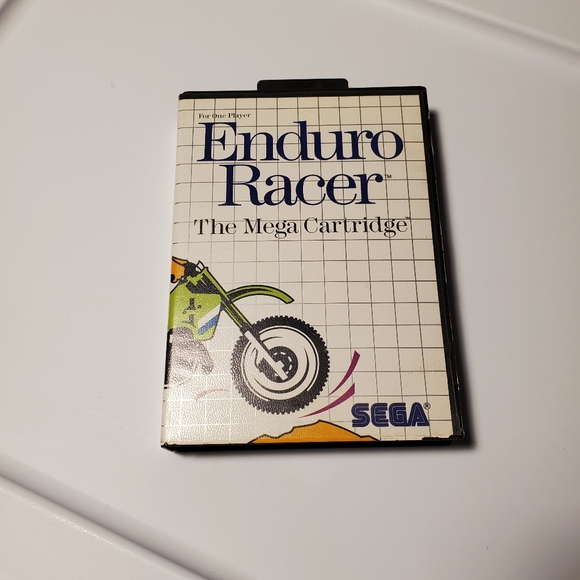 For One Player
Enduro
Racer™
The Mega Cartridge™
SEGA®